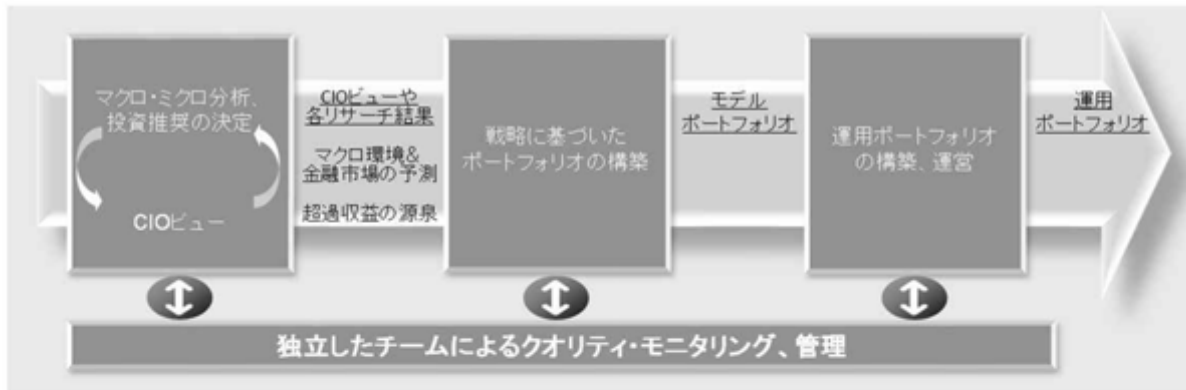 マクロ・ミクロ分析、
投資推奨の決定
CIOビュー
CIOビューや
各リサーチ結果
マクロ環境&
金融市場の予測
超過収益の源泉
戦略に基づいた
ポートフォリオの構築
モデル
ポートフォリオ
運用ポートフォリオ
の構築、運営
運用
ポートフォリオ
独立したチームによるクオリティ・モニタリング、管理